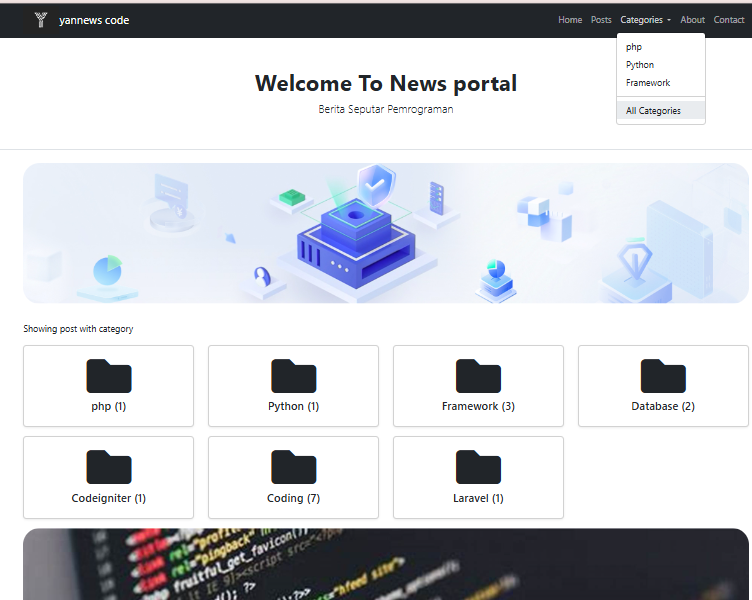 yannews code
Home Posts Categories About Contact
php
Python
Framework
All Categories
Welcome To News portal
Berita Seputar Pemrograman
Showing post with category
php (1)
Python (1)
Framework (3)
Database (2)
Codeigniter (1)
Coding (7)
Laravel (1)
rel="profile
<link rel="pingback"
fruitful_get_favicon();
IE 9]><script src="
"hfeed site">